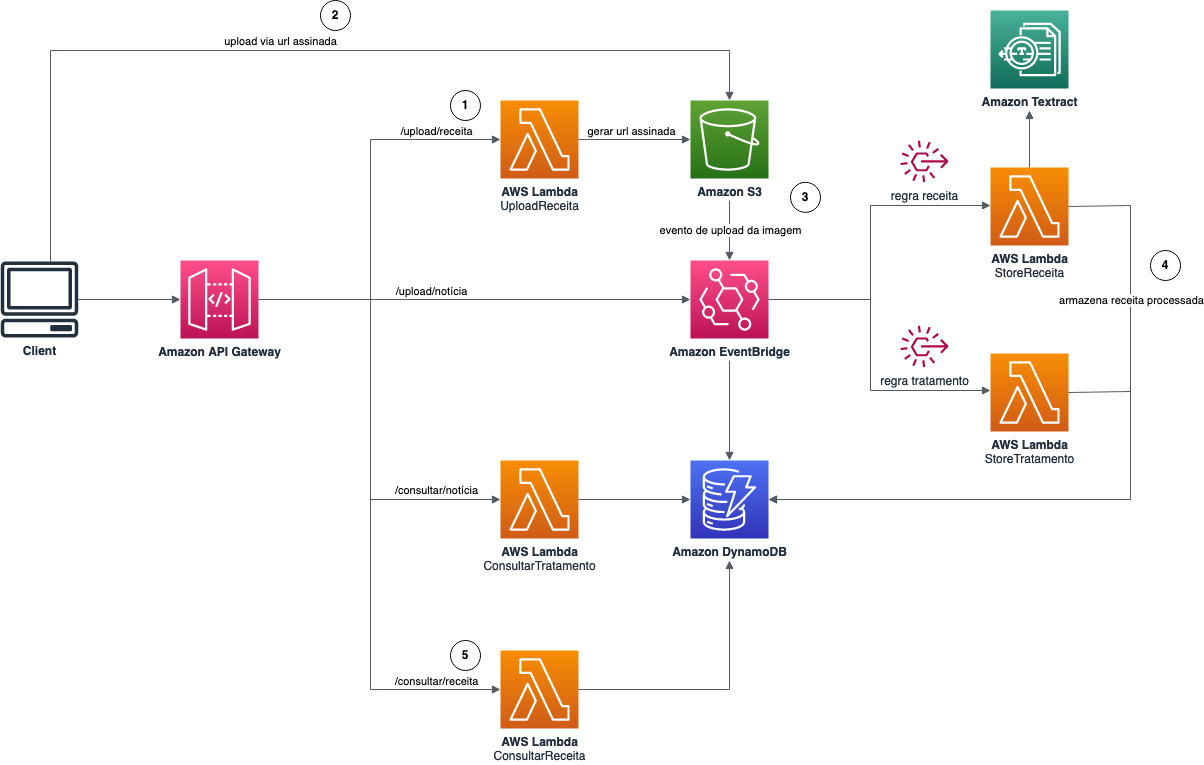 2
upload via url assinada
Amazon Textract
1
/upload/receita
gerar url assinada
AWS Lambda
UploadReceita
Amazon S3
3
evento de upload da imagem
regra receita
AWS Lambda
StoreReceita
4
armazena receita processada
Client
Amazon API Gateway
/upload/notícia
Amazon EventBridge
regra tratamento
AWS Lambda
StoreTratamento
/consultar/notícia
AWS Lambda
ConsultarTratamento
Amazon DynamoDB
5
/consultar/receita
AWS Lambda
ConsultarReceita